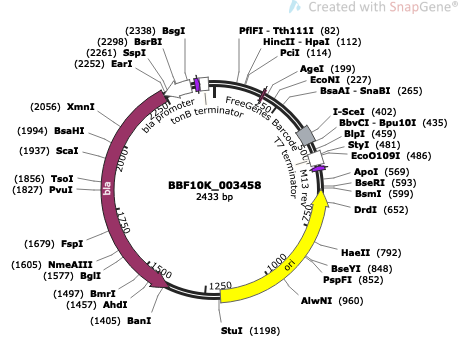 Created with SnapGene®
(2338) BsgI
(2298) BsrBI
(2261) SspI
(2252) EarI
PflFI - Tth111I (82)
HincII - HpaI (112)
PciI (114)
AgeI (199)
EcoNI (227)
BsaAI - SnaBI (265)
I-SceI (402)
BbvCI - Bpu10I (435)
BlpI (459)
StyI (481)
EcoO109I (486)
ApoI (569)
BseRI (593)
BsmI (599)
DrdI (652)
HaeII (792)
BseYI (848)
PspFI (852)
AlwNI (960)
StuI (1198)
(2056) XmnI
(1994) BsaHI
(1937) ScaI
(1856) TsoI
(1827) PvuI
(1679) FspI
(1605) NmeAIII
(1577) BglI
(1497) BmrI
(1457) AhdI
(1405) BanI
bla promoter
tonB terminator
FreeGenes barcode
T7 terminator
M13 rev
bla
ori
250
500
750
1000
1250
1500
1750
2000
2250
BBF10K_003458
2433 bp